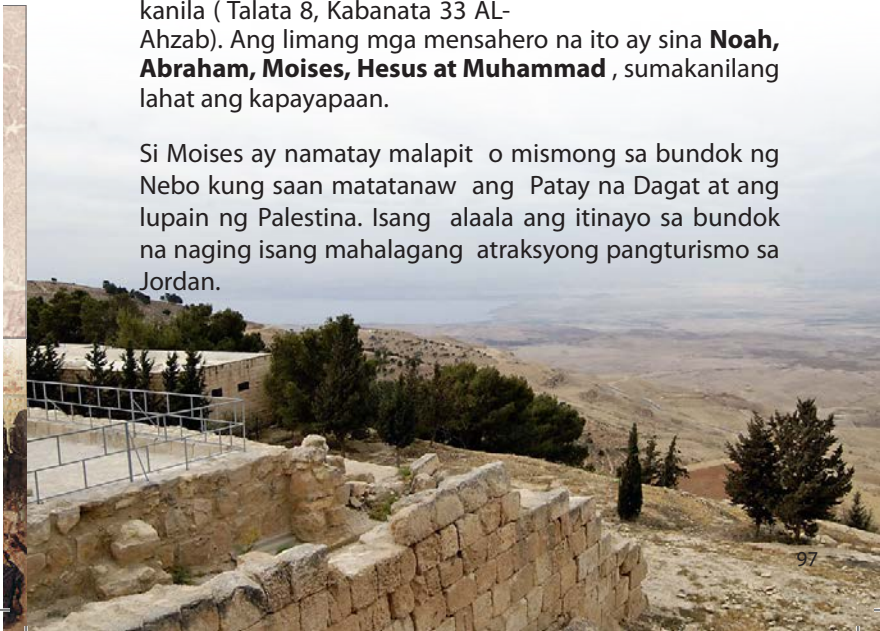 kanila ( Talata 8, Kabanata 33 AL-
Ahzab). Ang limang mga mensahero na ito ay sina Noah,
Abraham, Moises, Hesus at Muhammad , sumakanilang
lahat ang kapayapaan.
Si Moises ay namatay malapit o mismong sa bundok ng
Nebo kung saan matatanaw ang Patay na Dagat at ang
lupain ng Palestina. Isang alaala ang itinayo sa bundok
na naging isang mahalagang atraksyong pangturismo sa
Jordan.
97